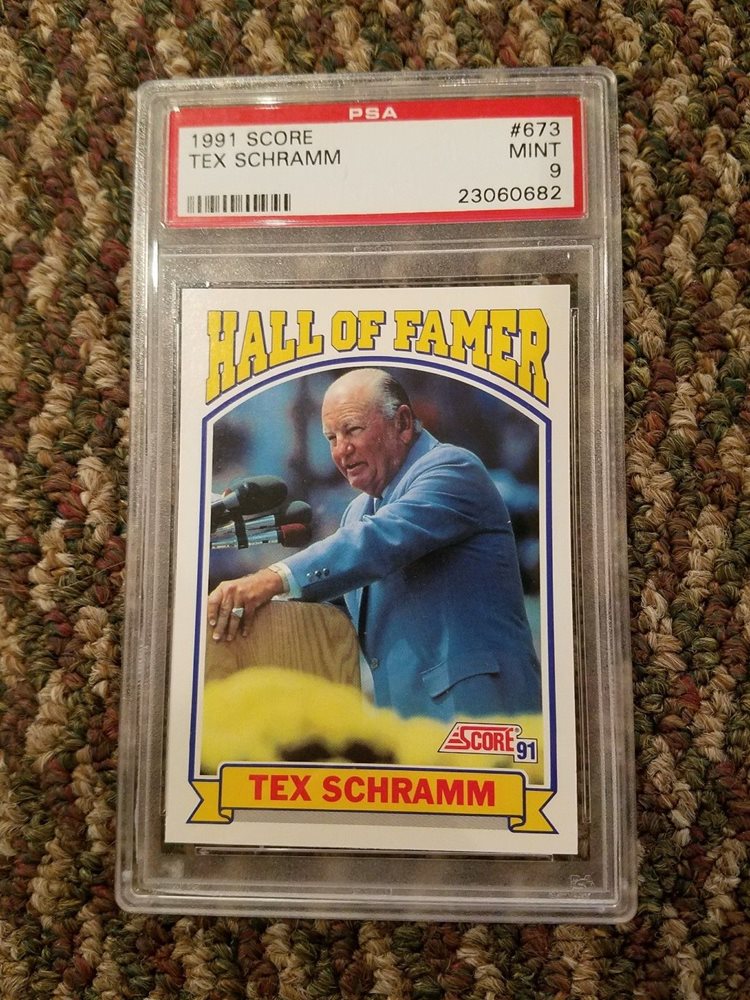 PSA
1991 SCORE #673
TEX SCHRAMM MINT
9
23060682
HALL OF FAMER
SCORE 91
TEX SCHRAMM